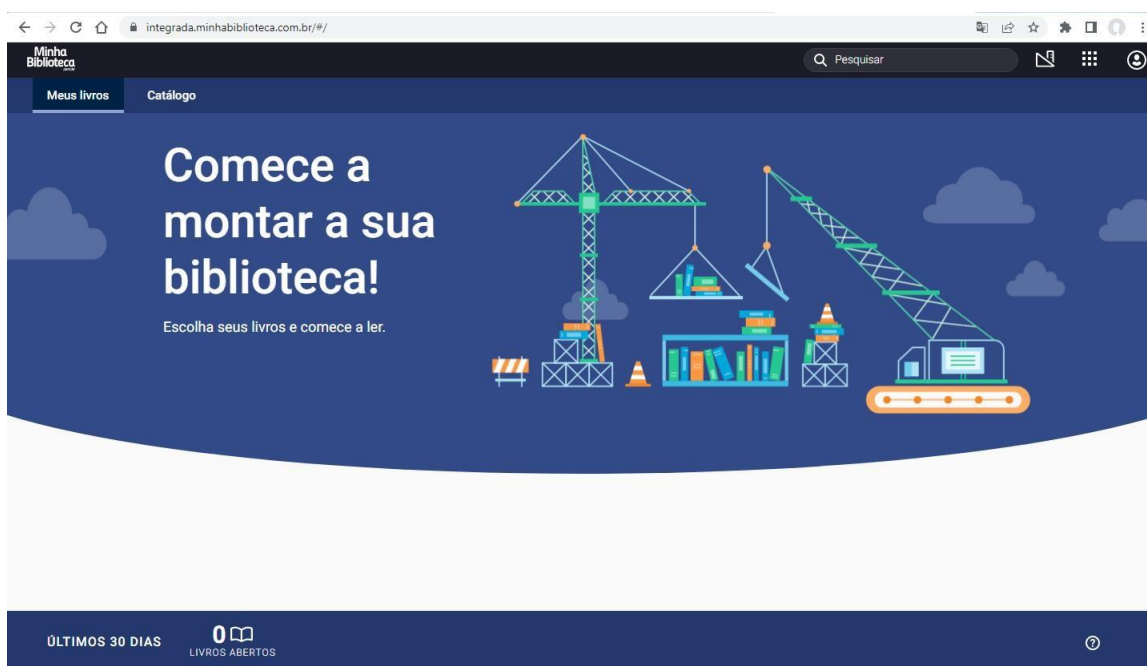 integrada.minhabiblioteca.com.br/#/
Minha
Biblioteca
Pesquisar
Meus livros
Catálogo
Comece a
montar a sua
biblioteca!
Escolha seus livros e comece a ler.
ÚLTIMOS 30 DIAS
0
LIVROS ABERTOS